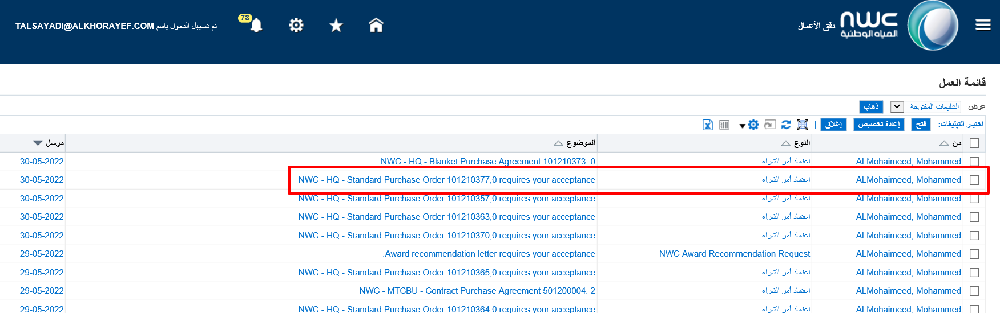 nwc
المياه الوطنية
دفق الأعمال
73
تم تسجيل الدخول باسم TALSAYADI@ALKHORAYEF.COM
قائمة العمل
عرض التبليغات المفتوحة ذهاب
اختيار التبليغات: فتح إعادة تخصيص إغلاق |
من النوع الموضوع مرسل
ALMohaimeed, Mohammed اعتماد أمر الشراء NWC - HQ - Blanket Purchase Agreement 101210373, 0 30-05-2022
ALMohaimeed, Mohammed اعتماد أمر الشراء NWC - HQ - Standard Purchase Order 101210377,0 requires your acceptance 30-05-2022
ALMohaimeed, Mohammed اعتماد أمر الشراء NWC - HQ - Standard Purchase Order 101210357,0 requires your acceptance 30-05-2022
ALMohaimeed, Mohammed اعتماد أمر الشراء NWC - HQ - Standard Purchase Order 101210363,0 requires your acceptance 30-05-2022
ALMohaimeed, Mohammed اعتماد أمر الشراء NWC - HQ - Standard Purchase Order 101210370,0 requires your acceptance 30-05-2022
ALMohaimeed, Mohammed NWC Award Recommendation Request .Award recommendation letter requires your acceptance 29-05-2022
ALMohaimeed, Mohammed اعتماد أمر الشراء NWC - HQ - Standard Purchase Order 101210365,0 requires your acceptance 29-05-2022
ALMohaimeed, Mohammed اعتماد أمر الشراء NWC - MTCBU - Contract Purchase Agreement 501200004, 2 29-05-2022
ALMohaimeed, Mohammed اعتماد أمر الشراء NWC - HQ - Standard Purchase Order 101210364,0 requires your acceptance 29-05-2022